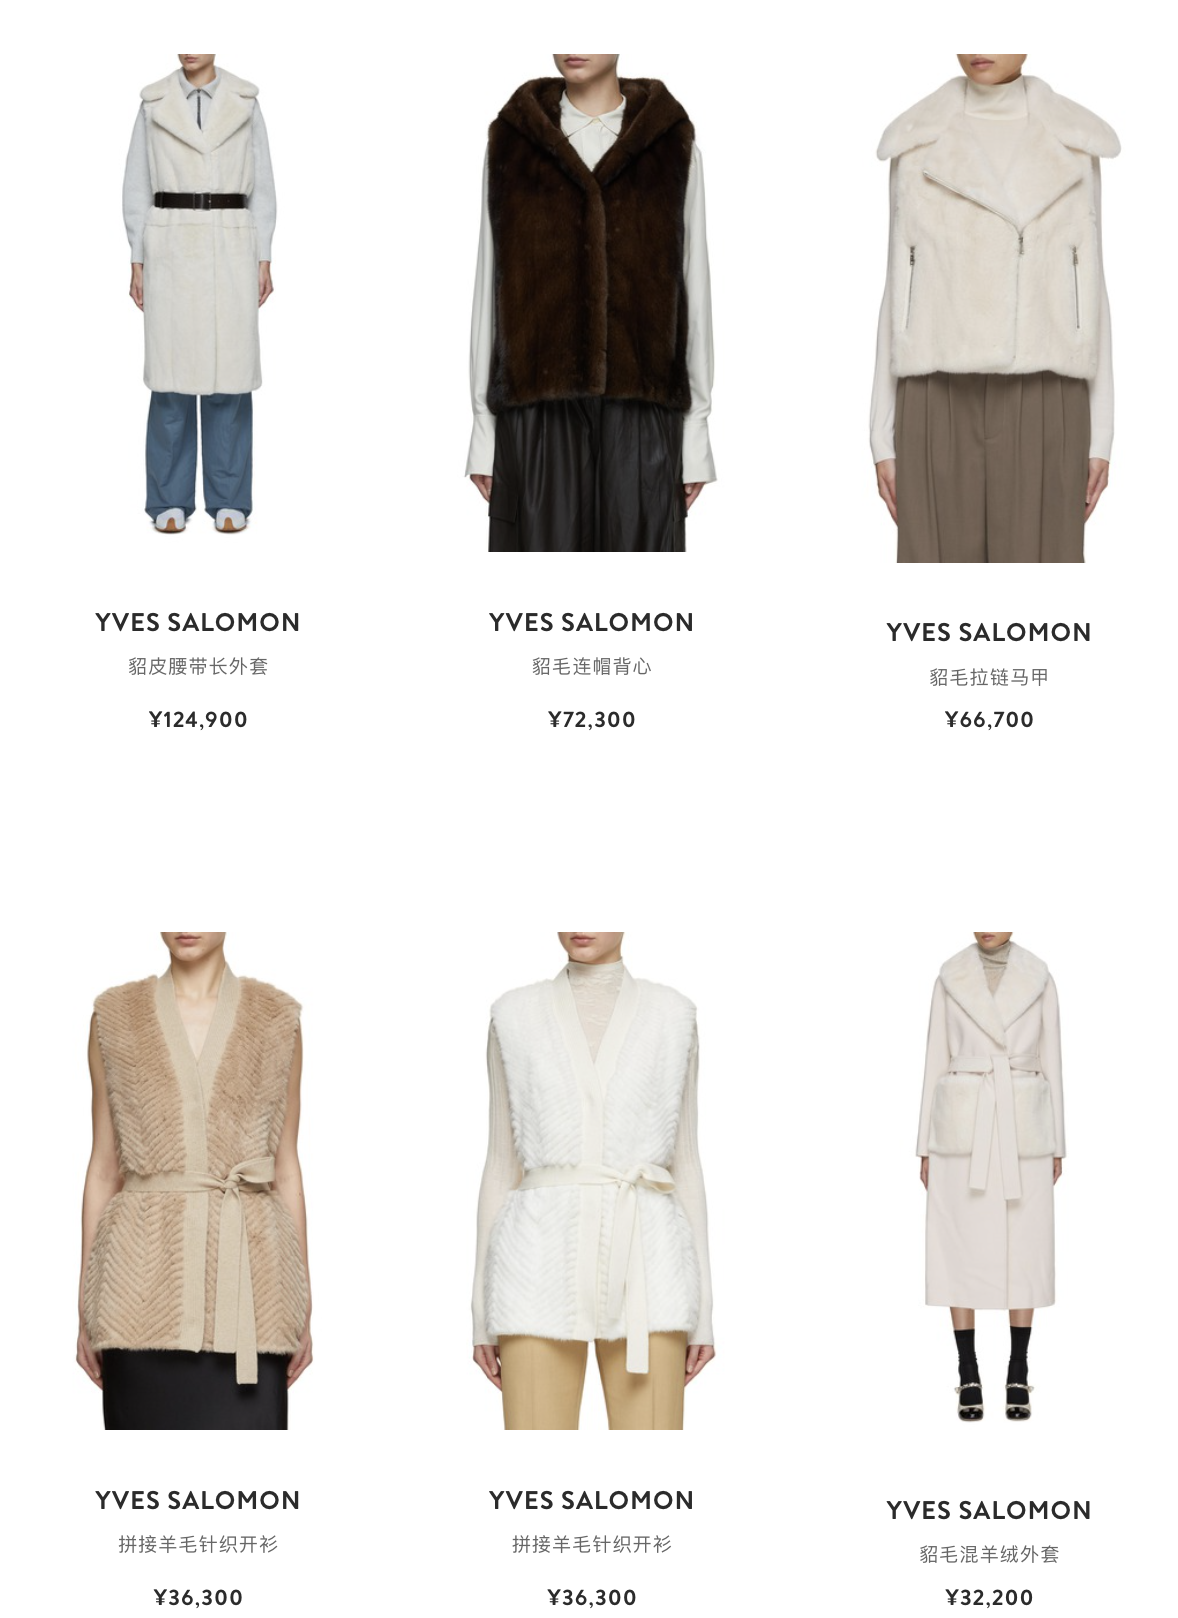 YVES SALOMON
貂皮腰带长外套
¥124,900
YVES SALOMON
貂毛连帽背心
¥72,300
YVES SALOMON
貂毛拉链马甲
¥66,700
YVES SALOMON
拼接羊毛针织开衫
¥36,300
YVES SALOMON
拼接羊毛针织开衫
¥36,300
YVES SALOMON
貂毛混羊绒外套
¥32,200